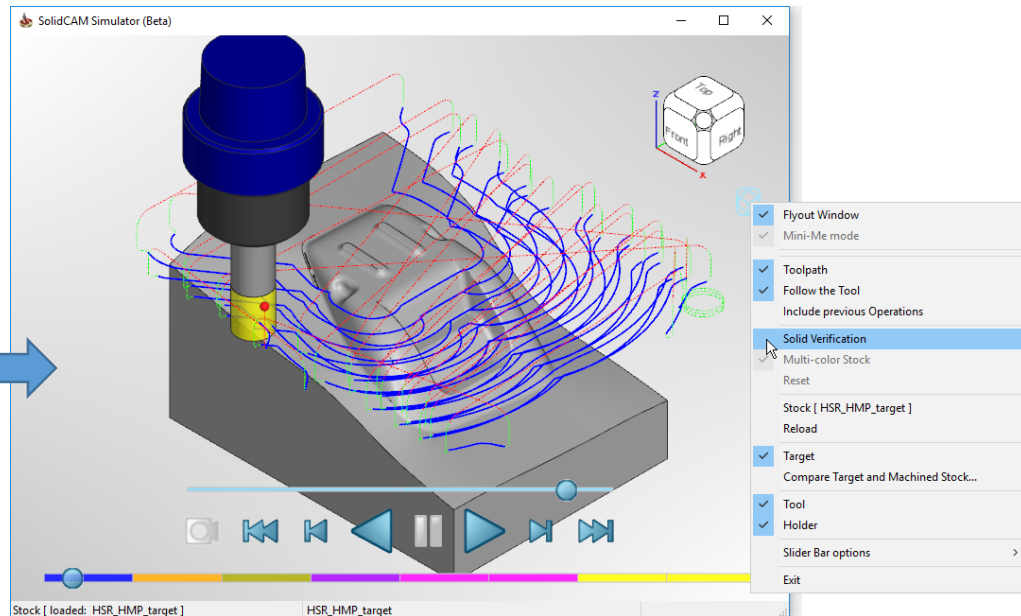 SolidCAM Simulator (Beta)
Top
Front
Right
z
x
Flyout Window
Mini-Me mode
Toolpath
Follow the Tool
Include previous Operations
Solid Verification
Multi-color Stock
Reset
Stock [ HSR_HMP_target ]
Reload
Target
Compare Target and Machined Stock...
Tool
Holder
Slider Bar options
Exit
Stock [ loaded: HSR_HMP_target ]
HSR_HMP_target